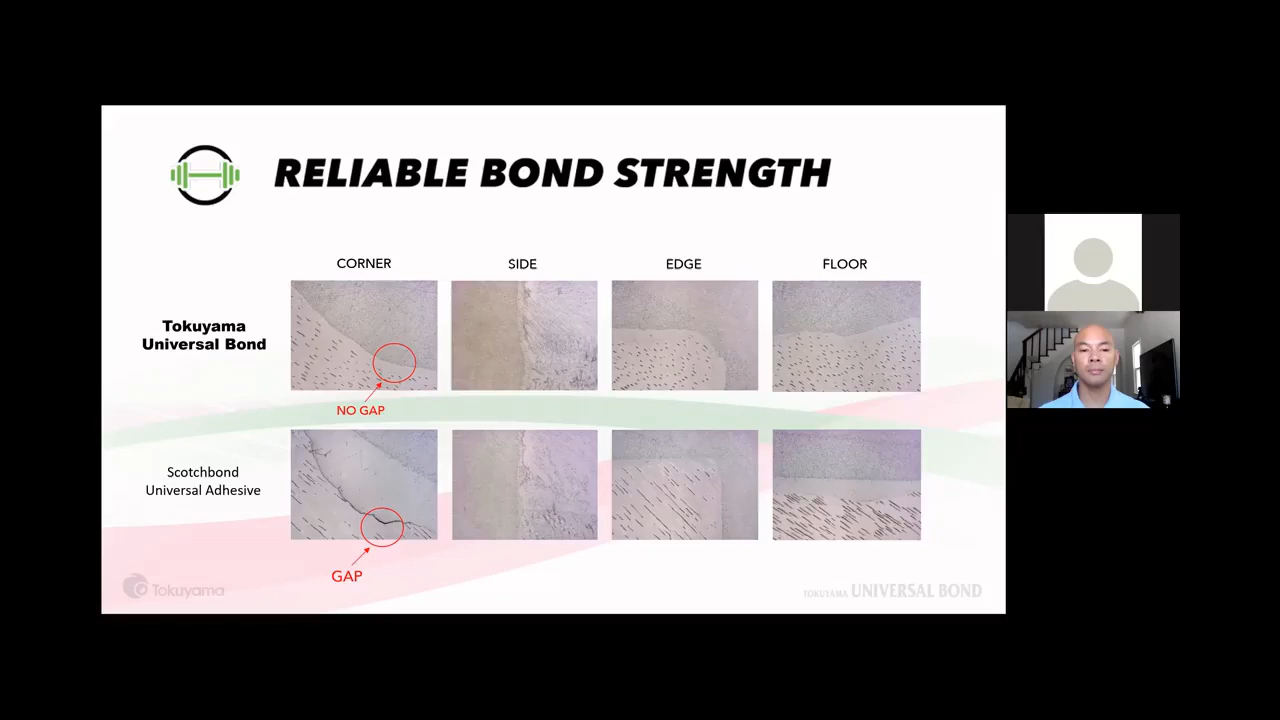 RELIABLE BOND STRENGTH
CORNER SIDE EDGE FLOOR
Tokuyama
Universal Bond
NO GAP
Scotchbond
Universal Adhesive
GAP
Tokuyama
TOKUYAMA UNIVERSAL BOND